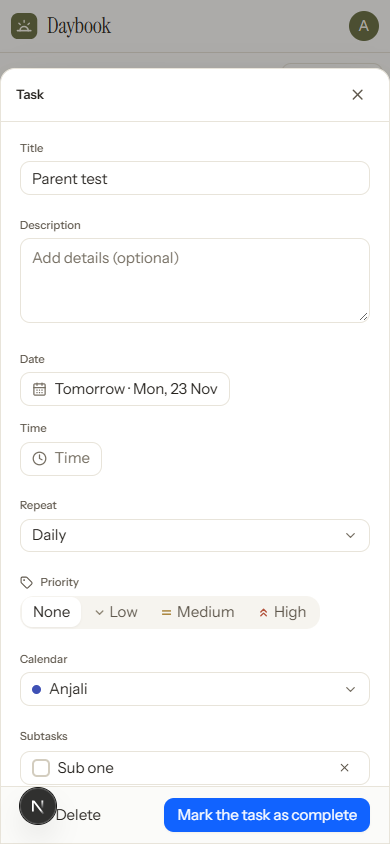 Daybook
A
Task
Title
Parent test
Description
Add details (optional)
Date
Tomorrow · Mon, 23 Nov
Time
Time
Repeat
Daily
Priority
None Low Medium High
Calendar
Anjali
Subtasks
Sub one
N
Delete
Mark the task as complete